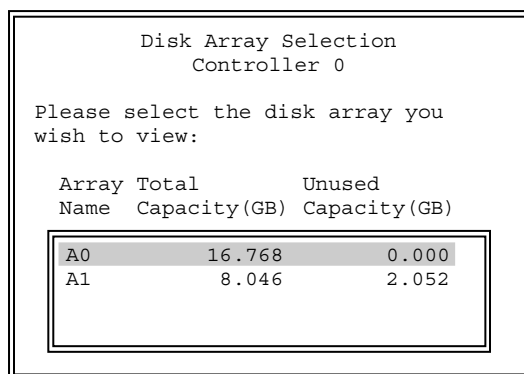 Disk Array Selection
Controller 0
Please select the disk array you
wish to view:
Array Total Unused
Name Capacity(GB) Capacity(GB)
A0 16.768 0.000
A1 8.046 2.052